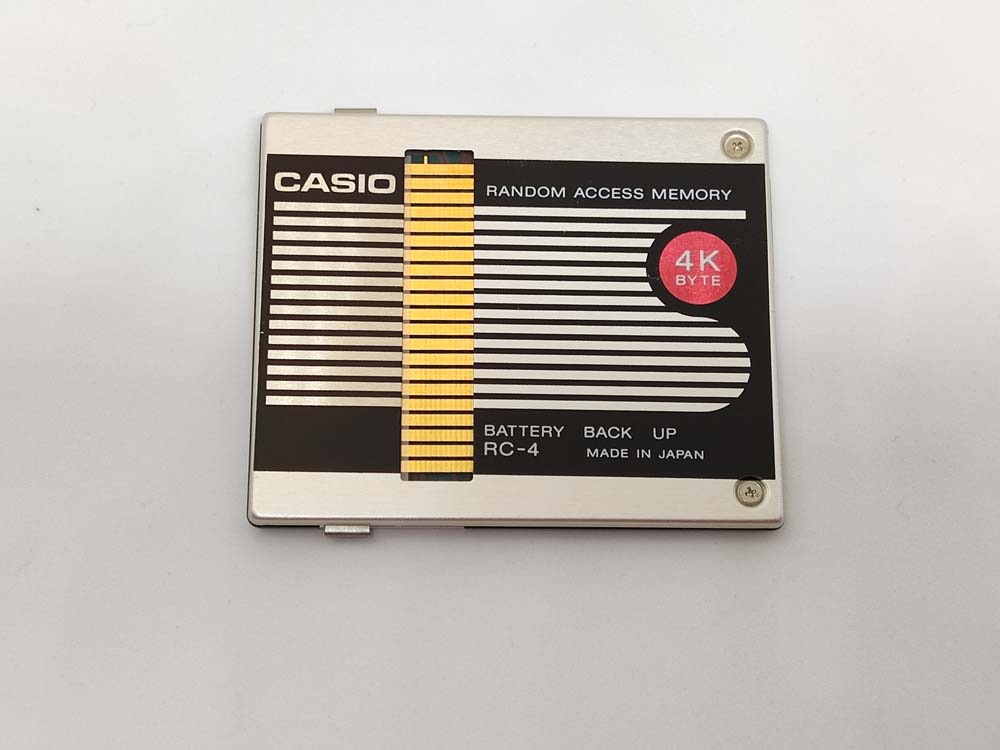 CASIO
RANDOM ACCESS MEMORY
4K
BYTE
BATTERY BACK UP
RC-4 MADE IN JAPAN